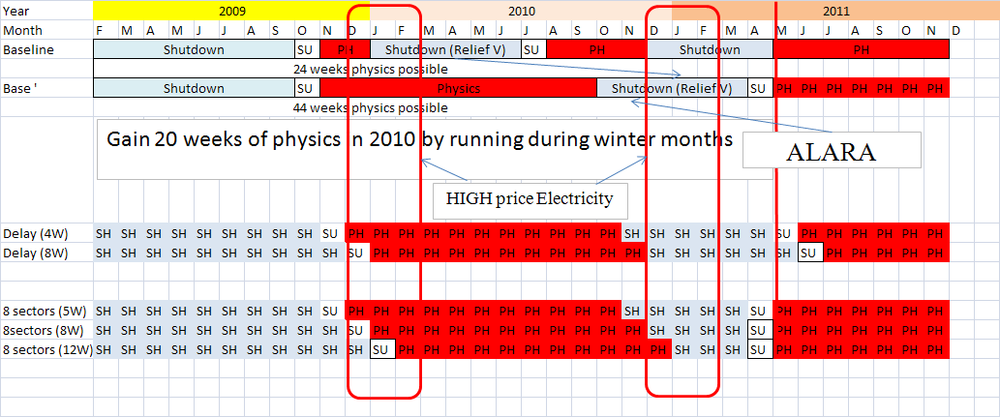 Year 2009 2010 2011
Month F M A M J J A S O N D J F M A M J J A S O N D J F M A M J J A S O N D
Baseline Shutdown SU PH Shutdown (Relief V) SU PH Shutdown SU PH
24 weeks physics possible
Base ' Shutdown SU Physics Shutdown (Relief V) SU PH PH PH PH PH PH PH
44 weeks physics possible
Gain 20 weeks of physics in 2010 by running during winter months
ALARA
HIGH price Electricity
Delay (4W) SH SH SH SH SH SH SH SH SH SU PH PH PH PH PH PH PH PH PH PH PH SH SH SH SH SH SH SU PH PH PH PH PH PH
Delay (8W) SH SH SH SH SH SH SH SH SH SH SU PH PH PH PH PH PH PH PH PH PH PH SH SH SH SH SH SH SU PH PH PH PH PH
8 sectors (5W) SH SH SH SH SH SH SH SH SH SU PH PH PH PH PH PH PH PH PH PH PH SH SH SH SH SH SU PH PH PH PH PH PH PH
8sectors (8W) SH SH SH SH SH SH SH SH SH SH SU PH PH PH PH PH PH PH PH PH PH PH SH SH SH SH SU PH PH PH PH PH PH PH
8 sectors (12W) SH SH SH SH SH SH SH SH SH SH SH SU PH PH PH PH PH PH PH PH PH PH PH SH SH SH SU PH PH PH PH PH PH PH